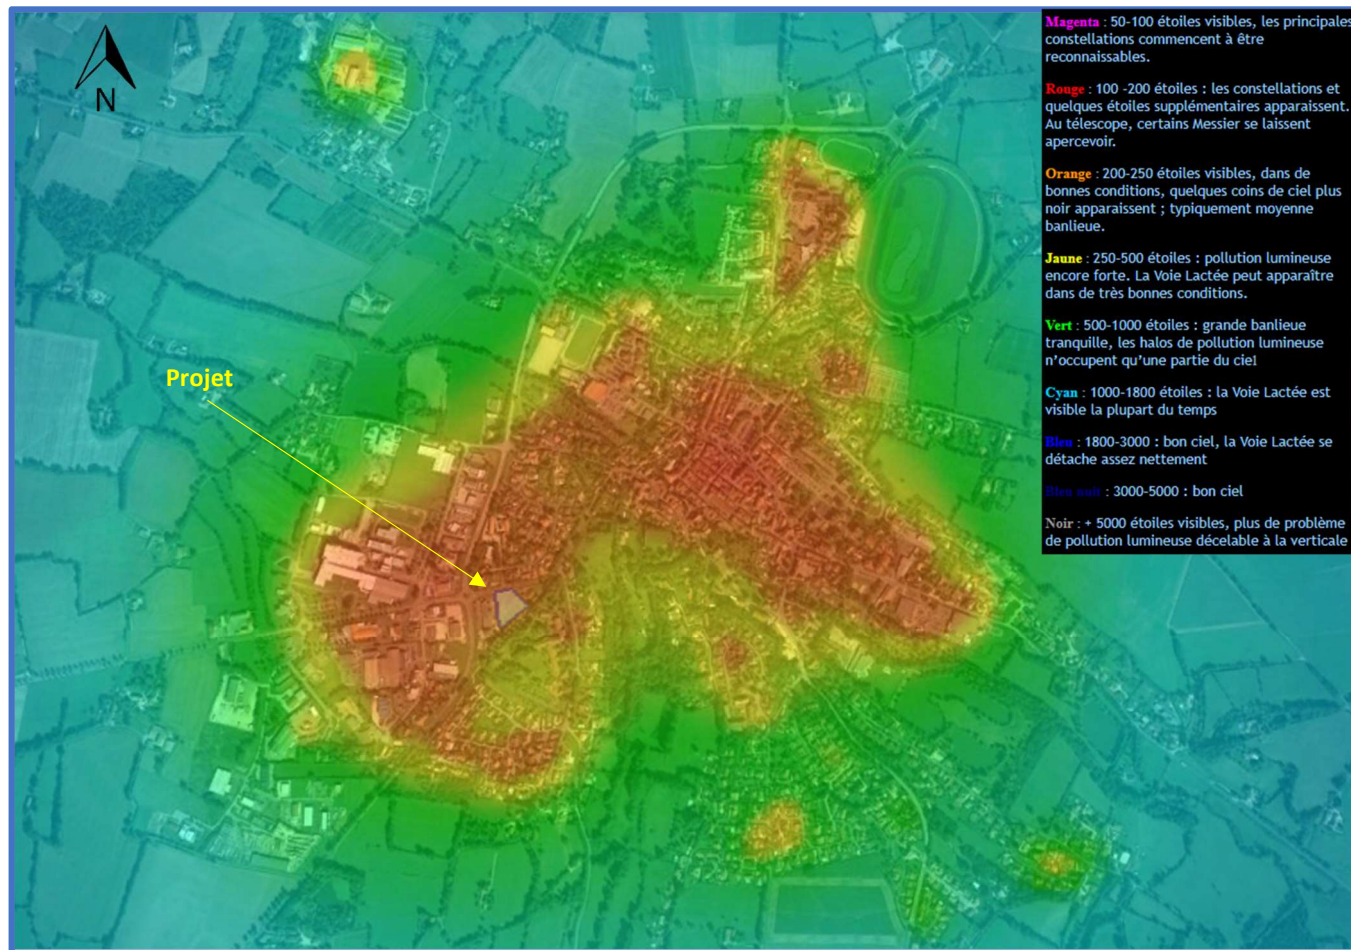 N
Magenta : 50-100 étoiles visibles, les principales
constellations commencent à être
reconnaissables.
Rouge : 100 -200 étoiles : les constellations et
quelques étoiles supplémentaires apparaissent.
Au télescope, certains Messier se laissent
apercevoir.
Orange : 200-250 étoiles visibles, dans de
bonnes conditions, quelques coins de ciel plus
noir apparaissent ; typiquement moyenne
banlieue.
Jaune : 250-500 étoiles : pollution lumineuse
encore forte. La Voie Lactée peut apparaître
dans de très bonnes conditions.
Vert : 500-1000 étoiles : grande banlieue
tranquille, les halos de pollution lumineuse
n'occupent qu'une partie du ciel
Cyan : 1000-1800 étoiles : la Voie Lactée est
visible la plupart du temps
Bleu : 1800-3000 : bon ciel, la Voie Lactée se
détache assez nettement
Bleu nuit : 3000-5000 : bon ciel
Noir : + 5000 étoiles visibles, plus de problème
de pollution lumineuse décelable à la verticale
Projet